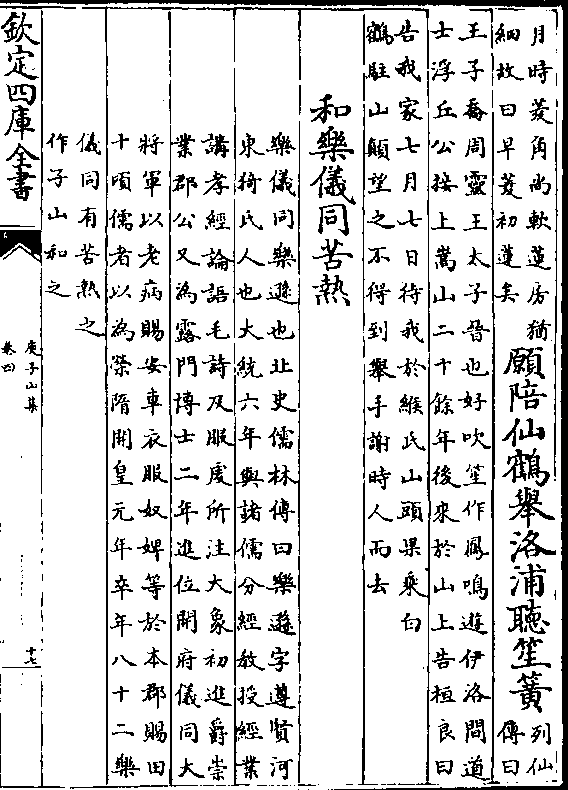 月時菱角尚軟蓮房猶
細故曰早菱初蓮矣
願陪仙鶴舉洛浦聽笙簧
列仙
傳曰
王子喬周靈王太子晉也好吹笙作鳳鳴遊伊洛間道
士浮丘公接上嵩山二十餘年後來於山上告桓良曰
告我家七月七日待我於緱氏山頭果乘白
鶴駐山顛望之不得到舉手謝時人而去
和樂儀同苦熱
樂儀同樂遜也北史儒林傳曰樂遜字遵賢河
東猗氏人也大統六年與諸儒分經教授經業
講孝經論語毛詩及服䖍所注大象初進爵崇
業郡公又為露門博士二年進位開府儀同大
將軍以老病賜安車衣服奴婢等於本郡賜田
十頃儒者以為榮隋開皇元年卒年八十二樂
儀同有苦熱之
作子山和之
欽定四庫全書
庾子山集
卷四
十七